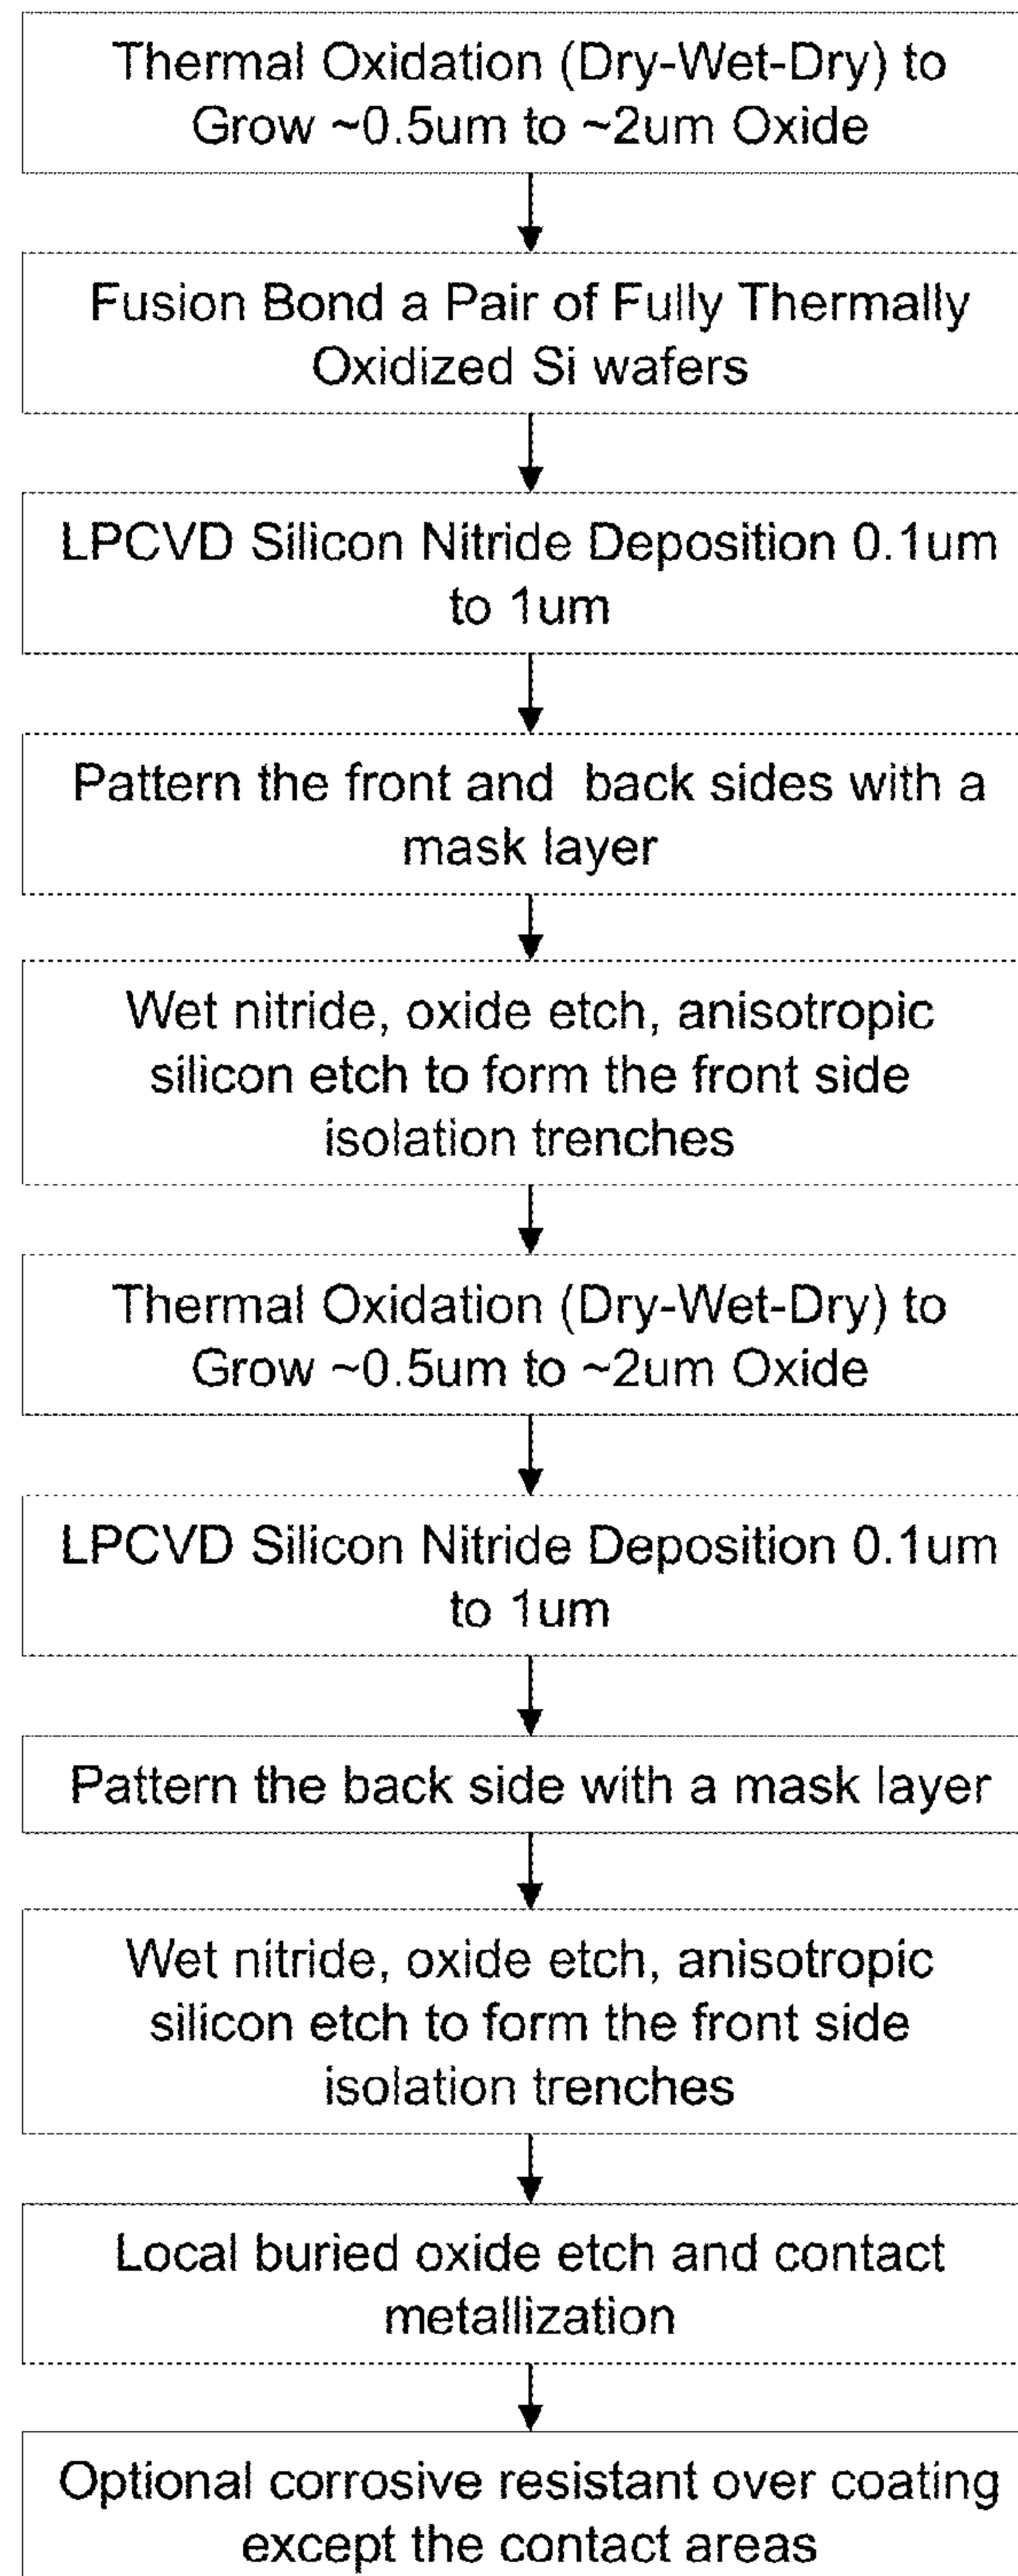 Thermal Oxidation (Dry-Wet-Dry) to
Grow ~0.5um to ~2um Oxide
Fusion Bond a Pair of Fully Thermally
Oxidized Si wafers
LPCVD Silicon Nitride Deposition 0.1um
to 1um
Pattern the front and back sides with a
mask layer
Wet nitride, oxide etch, anisotropic
silicon etch to form the front side
isolation trenches
Thermal Oxidation (Dry-Wet-Dry) to
Grow ~0.5um to ~2um Oxide
LPCVD Silicon Nitride Deposition 0.1um
to 1um
Pattern the back side with a mask layer
Wet nitride, oxide etch, anisotropic
silicon etch to form the front side
isolation trenches
Local buried oxide etch and contact
metallization
Optional corrosive resistant over coating
except the contact areas